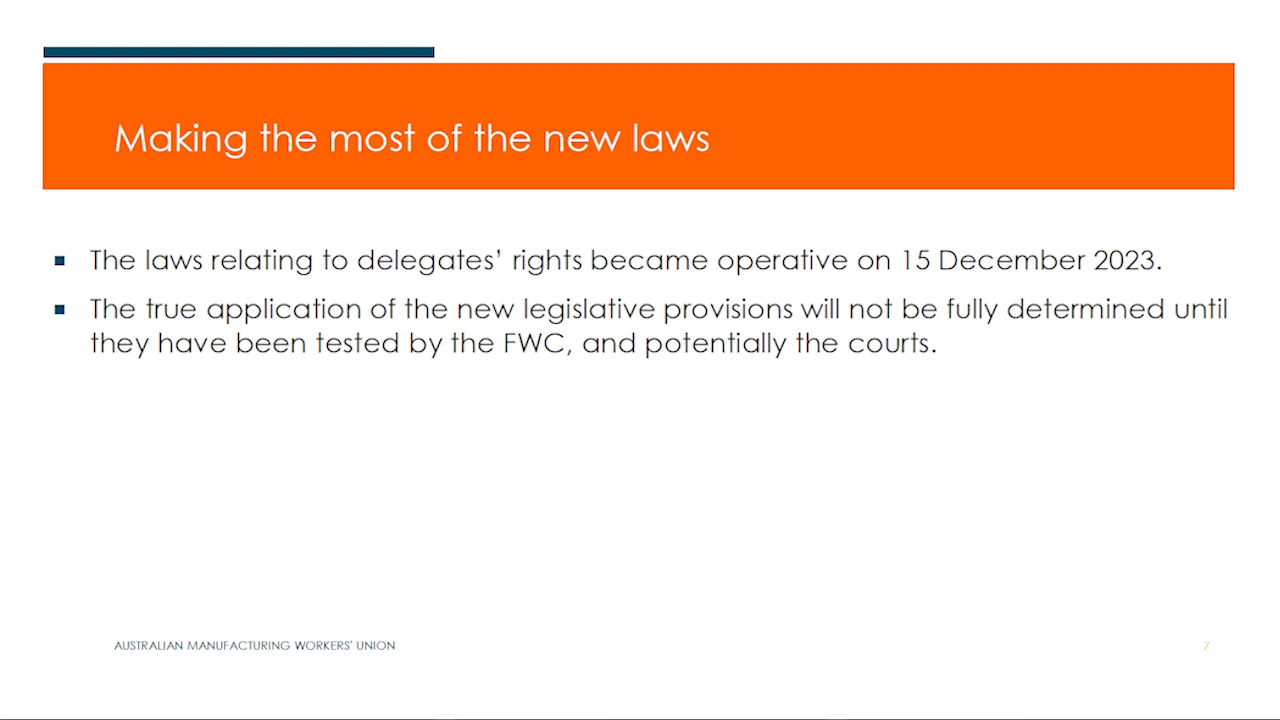 Making the most of the new laws
The laws relating to delegates’ rights became operative on 15 December 2023.
The true application of the new legislative provisions will not be fully determined until
they have been tested by the FWC, and potentially the courts.
AUSTRALIAN MANUFACTURING WORKERS' UNION
7